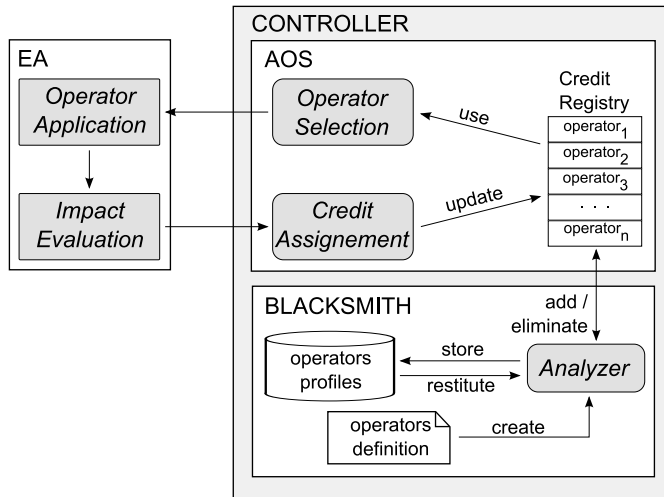 CONTROLLER
EA
Operator
Application
Impact
Evaluation
AOS
Operator
Selection
Credit
Assignement
use
update
Credit
Registry
operator1
operator2
operator3
. . .
operatorn
BLACKSMITH
add /
eliminate
operators
profiles
store
restitute
Analyzer
operators
definition
create